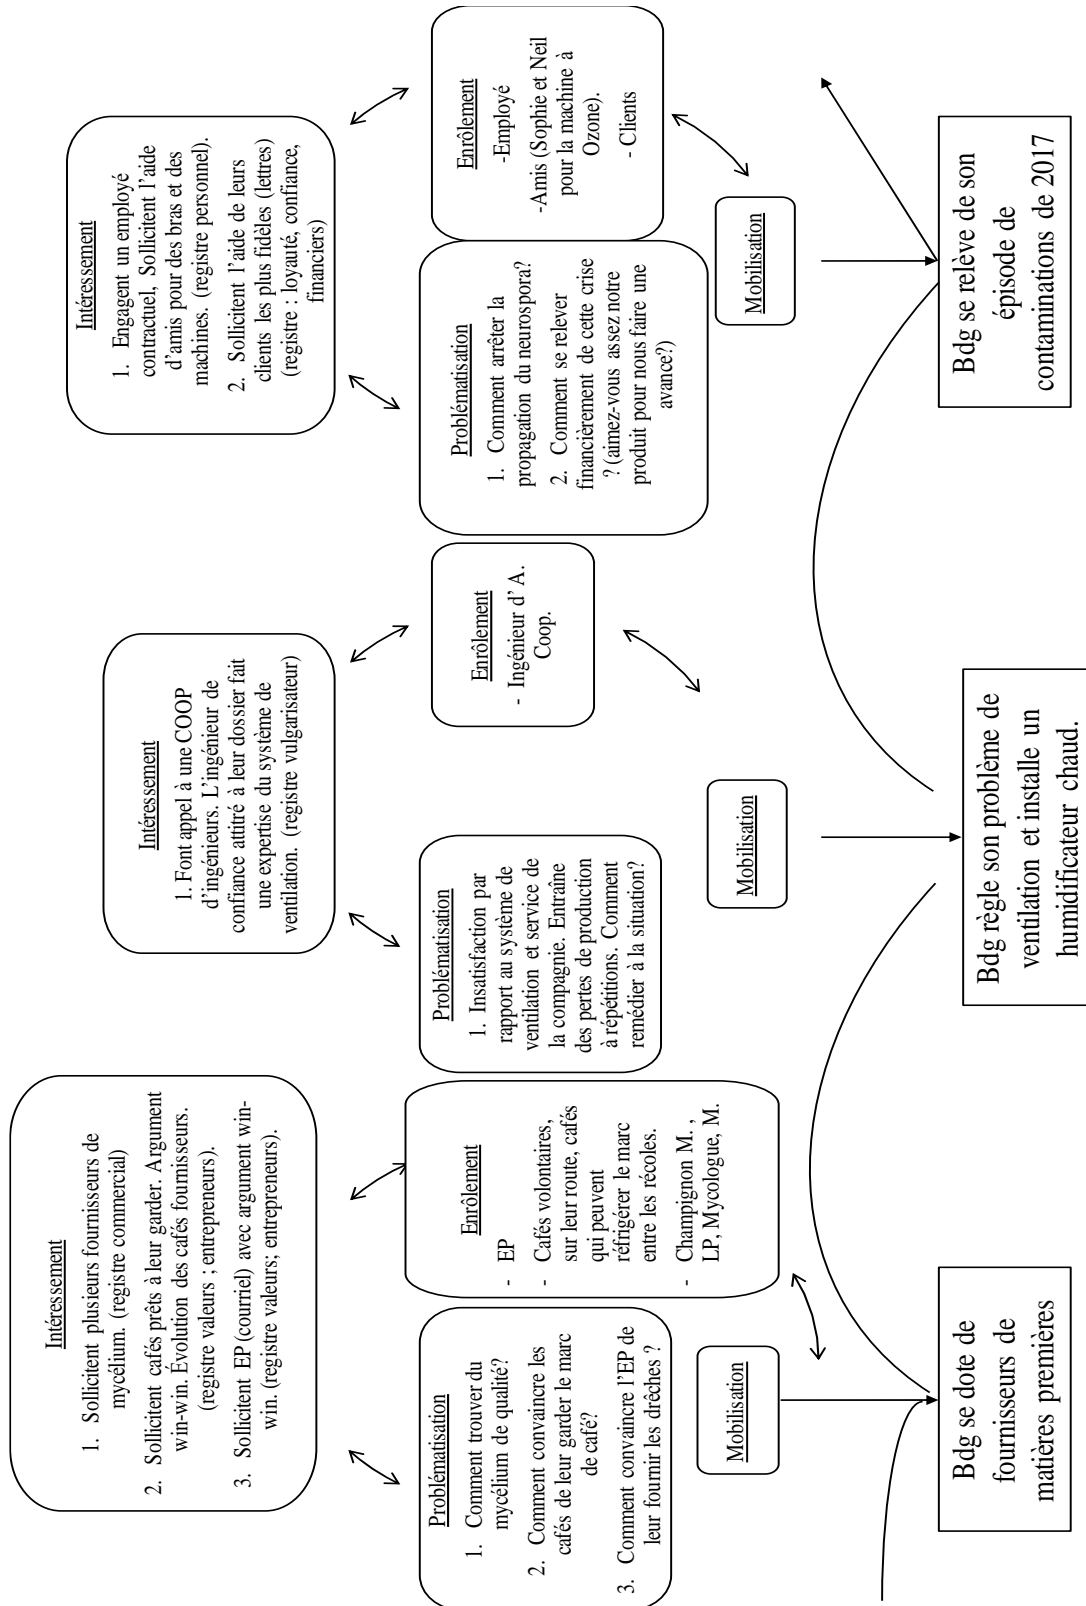 Intéressement
1. Sollicitent plusieurs fournisseurs de
mycélium. (registre commercial)
2. Sollicitent cafés prêts à leur garder. Argument
win-win. Évolution des cafés fournisseurs.
(registre valeurs ; entrepreneurs).
3. Sollicitent EP (courriel) avec argument win-
win. (registre valeurs; entrepreneurs).
Problématisation
1. Comment trouver du
mycélium de qualité?
2. Comment convaincre les
cafés de leur garder le marc
de café?
3. Comment convaincre l'EP de
leur fournir les drêches ?
Enrôlement
- EP
- Cafés volontaires,
sur leur route, cafés
qui peuvent
réfrigérer le marc
entre les récoles.
- Champignon M. ,
LP, Mycologue, M.
Mobilisation
Bdg se dote de
fournisseurs de
matières premières
Intéressement
1. Font appel à une COOP
d'ingénieurs. L'ingénieur de
confiance attitré à leur dossier fait
une expertise du système de
ventilation. (registre vulgarisateur)
Problématisation
1. Insatisfaction par
rapport au système de
ventilation et service de
la compagnie. Entraîne
des pertes de production
à répétitions. Comment
remédier à la situation?
Enrôlement
- Ingénieur d' A.
Coop.
Mobilisation
Bdg règle son problème de
ventilation et installe un
humidificateur chaud.
Intéressement
1. Engagent un employé
contractuel, Sollicitent l'aide
d'amis pour des bras et des
machines. (registre personnel).
2. Sollicitent l'aide de leurs
clients les plus fidèles (lettres)
(registre : loyauté, confiance,
financiers)
Problématisation
1. Comment arrêter la
propagation du neurospora?
2. Comment se relever
financièrement de cette crise
? (aimez-vous assez notre
produit pour nous faire une
avance?)
Enrôlement
-Employé
-Amis (Sophie et Neil
pour la machine à
Ozone).
- Clients
Mobilisation
Bdg se relève de son
épisode de
contaminations de 2017